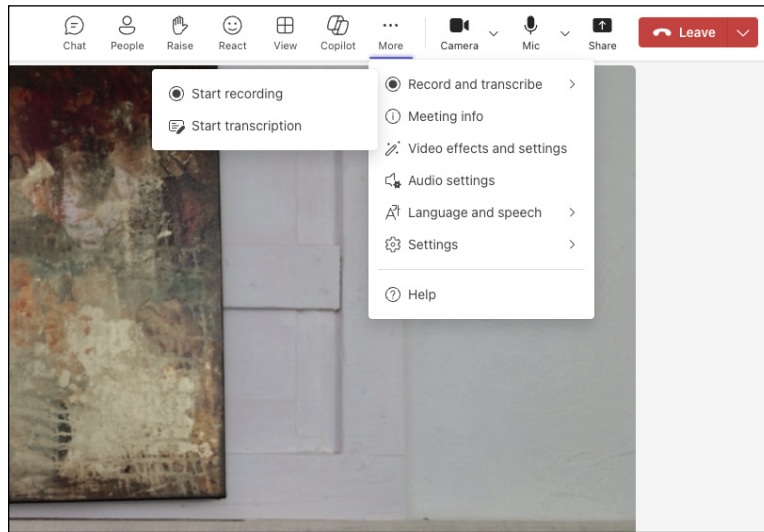 Chat People Raise React View Copilot More Camera Mic Share Leave
Start recording
Start transcription
Record and transcribe
Meeting info
Video effects and settings
Audio settings
Language and speech
Settings
Help